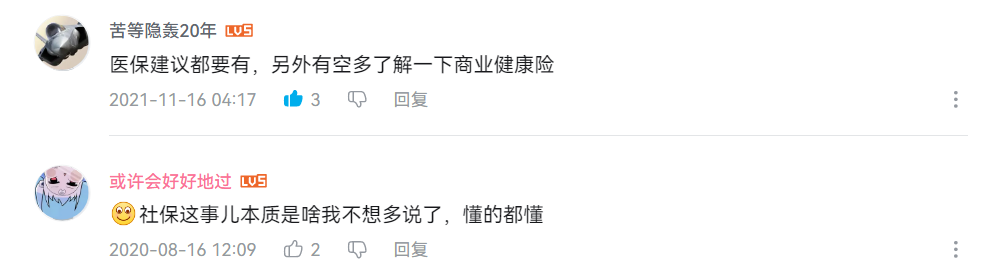 苦等隐轰20年 LV5
医保建议都要有，另外有空多了解一下商业健康险
2021-11-16 04:17 3 回复
或许会好好地过 LV5
社保这事儿本质是啥我不想多说了，懂的都懂
2020-08-16 12:09 2 回复